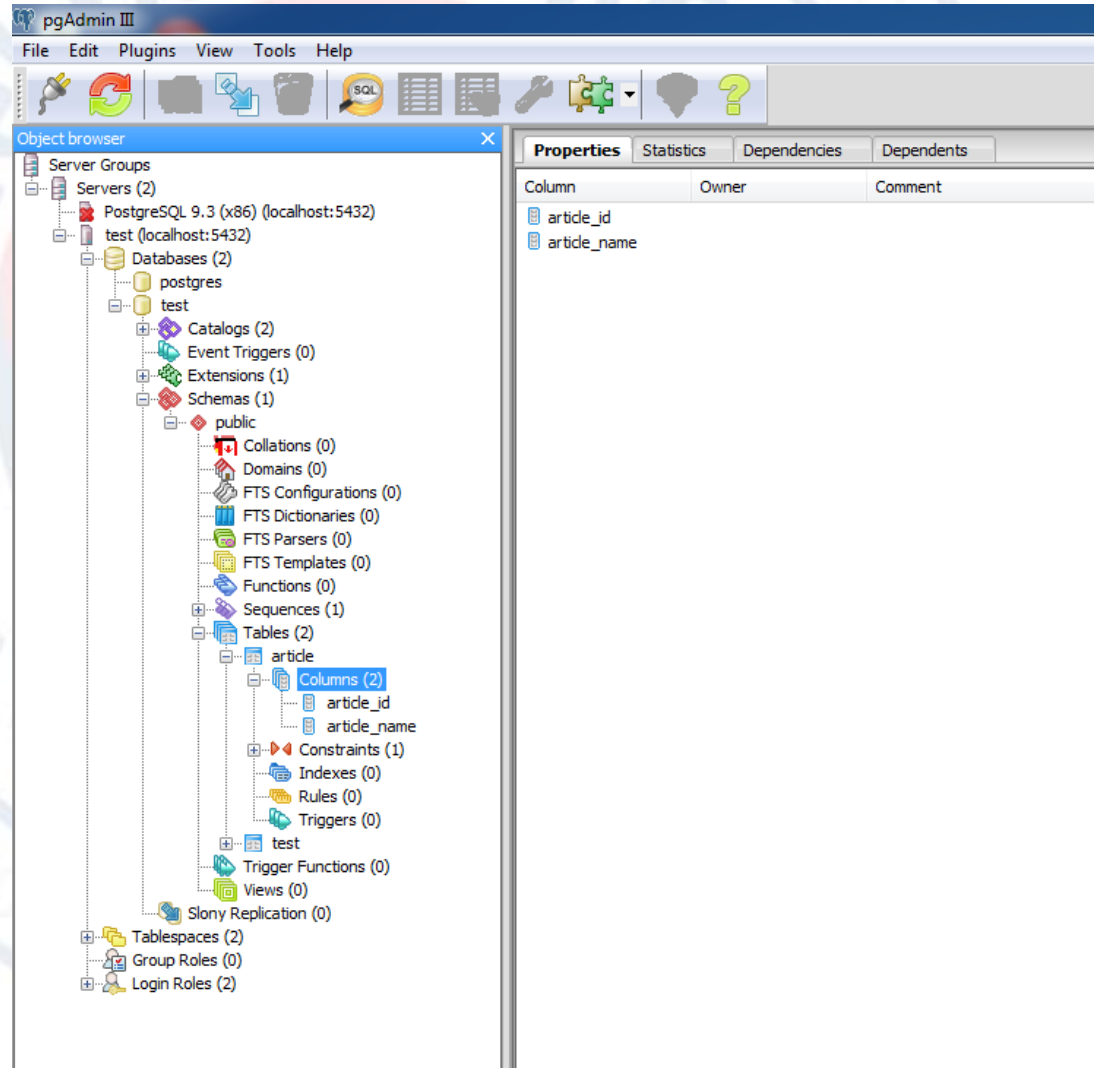 pgAdmin III
File Edit Plugins View Tools Help
SQL
Object browser
Server Groups
Servers (2)
PostgreSQL 9.3 (x86) (localhost:5432)
test (localhost:5432)
Databases (2)
postgres
test
Catalogs (2)
Event Triggers (0)
Extensions (1)
Schemas (1)
public
Collations (0)
Domains (0)
FTS Configurations (0)
FTS Dictionaries (0)
FTS Parsers (0)
FTS Templates (0)
Functions (0)
Sequences (1)
Tables (2)
article
Columns (2)
article_id
article_name
Constraints (1)
Indexes (0)
Rules (0)
Triggers (0)
test
Trigger Functions (0)
Views (0)
Slony Replication (0)
Tablespaces (2)
Group Roles (0)
Login Roles (2)
Properties Statistics Dependencies Dependents
Column Owner Comment
article_id
article_name